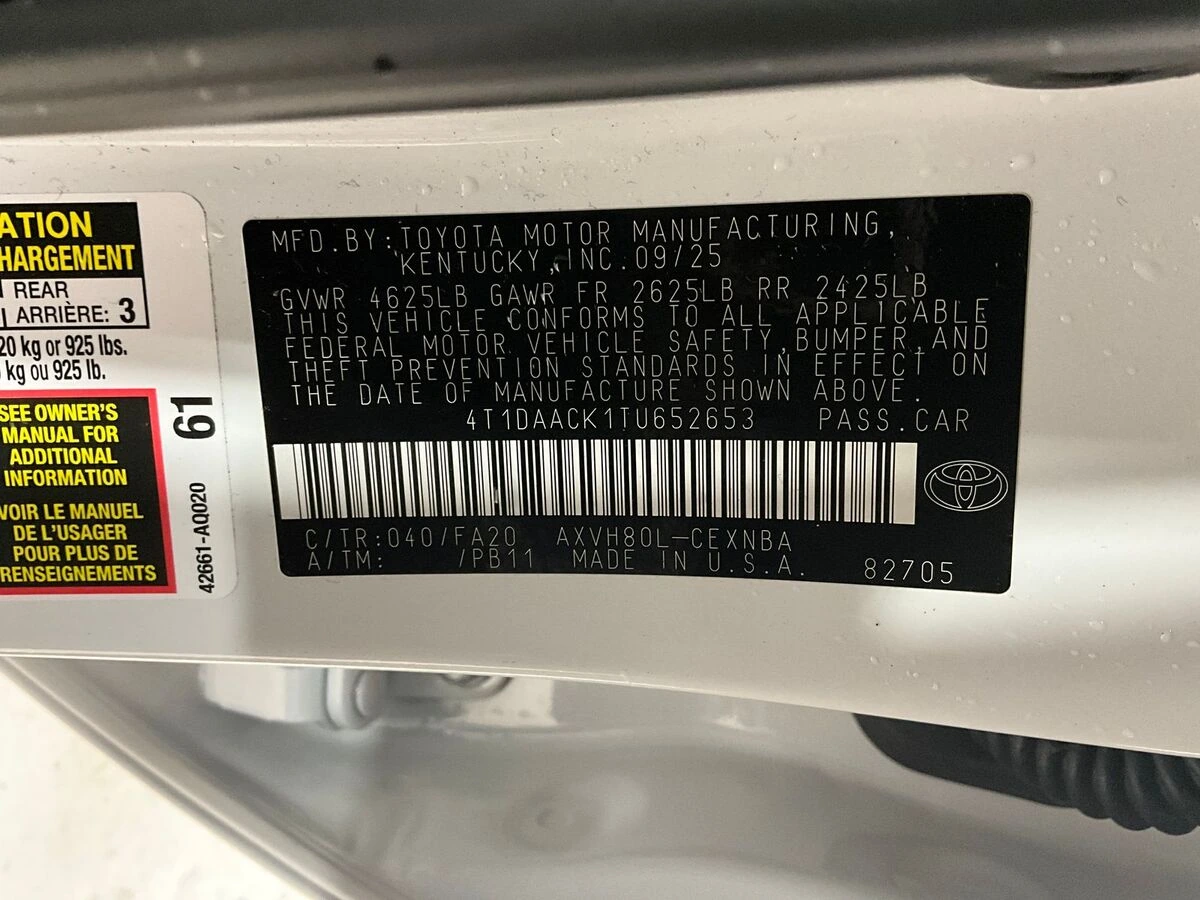 ATION
HARGEMENT
REAR
ARRIÈRE: 3
20 kg or 925 lbs.
kg ou 925 lb.
SEE OWNER'S
MANUAL FOR
ADDITIONAL
INFORMATION
VOIR LE MANUEL
DE L'USAGER
POUR PLUS DE
RENSEIGNEMENTS
61
42661-AQ020
MFD.BY:TOYOTA MOTOR MANUFACTURING,
KENTUCKY,INC.09/25
GVWR 4625LB GAWR FR 2625LB RR 2425LB
THIS VEHICLE CONFORMS TO ALL APPLICABLE
FEDERAL MOTOR VEHICLE SAFETY,BUMPER,AND
THEFT PREVENTION STANDARDS IN EFFECT ON
THE DATE OF MANUFACTURE SHOWN ABOVE.
4T1DAACK1TU652653 PASS.CAR
C/TR:040/FA20 AXVH80L-CEXNBA
A/TM: /PB11 MADE IN U.S.A. 82705